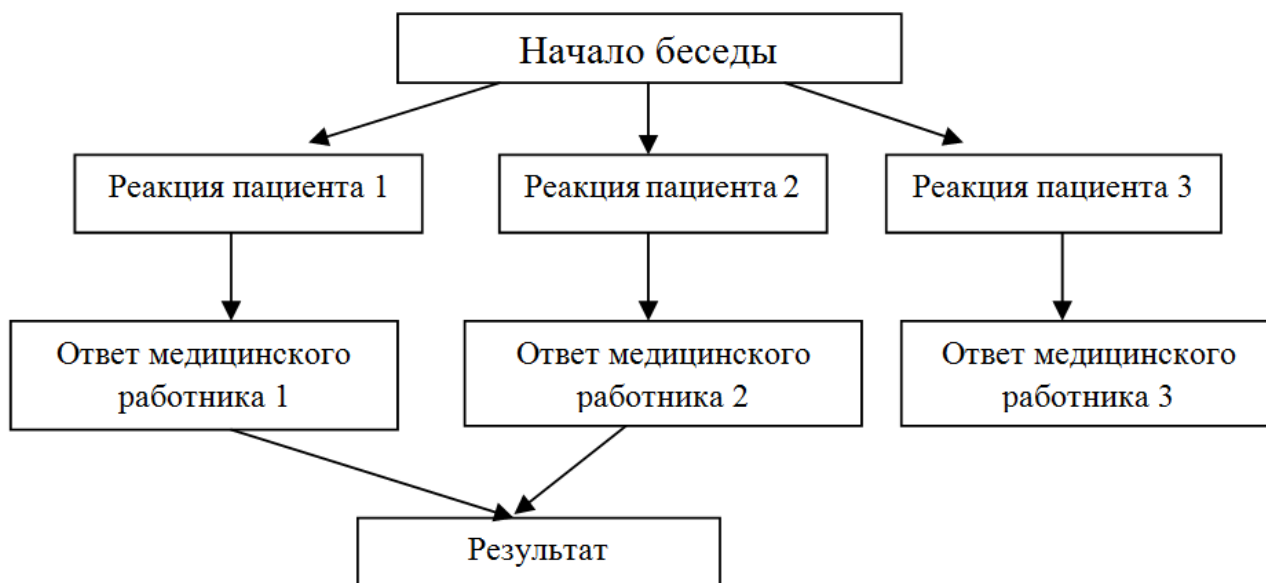 Начало беседы
Реакция пациента 1
Реакция пациента 2
Реакция пациента 3
Ответ медицинского
работника 1
Ответ медицинского
работника 2
Ответ медицинского
работника 3
Результат